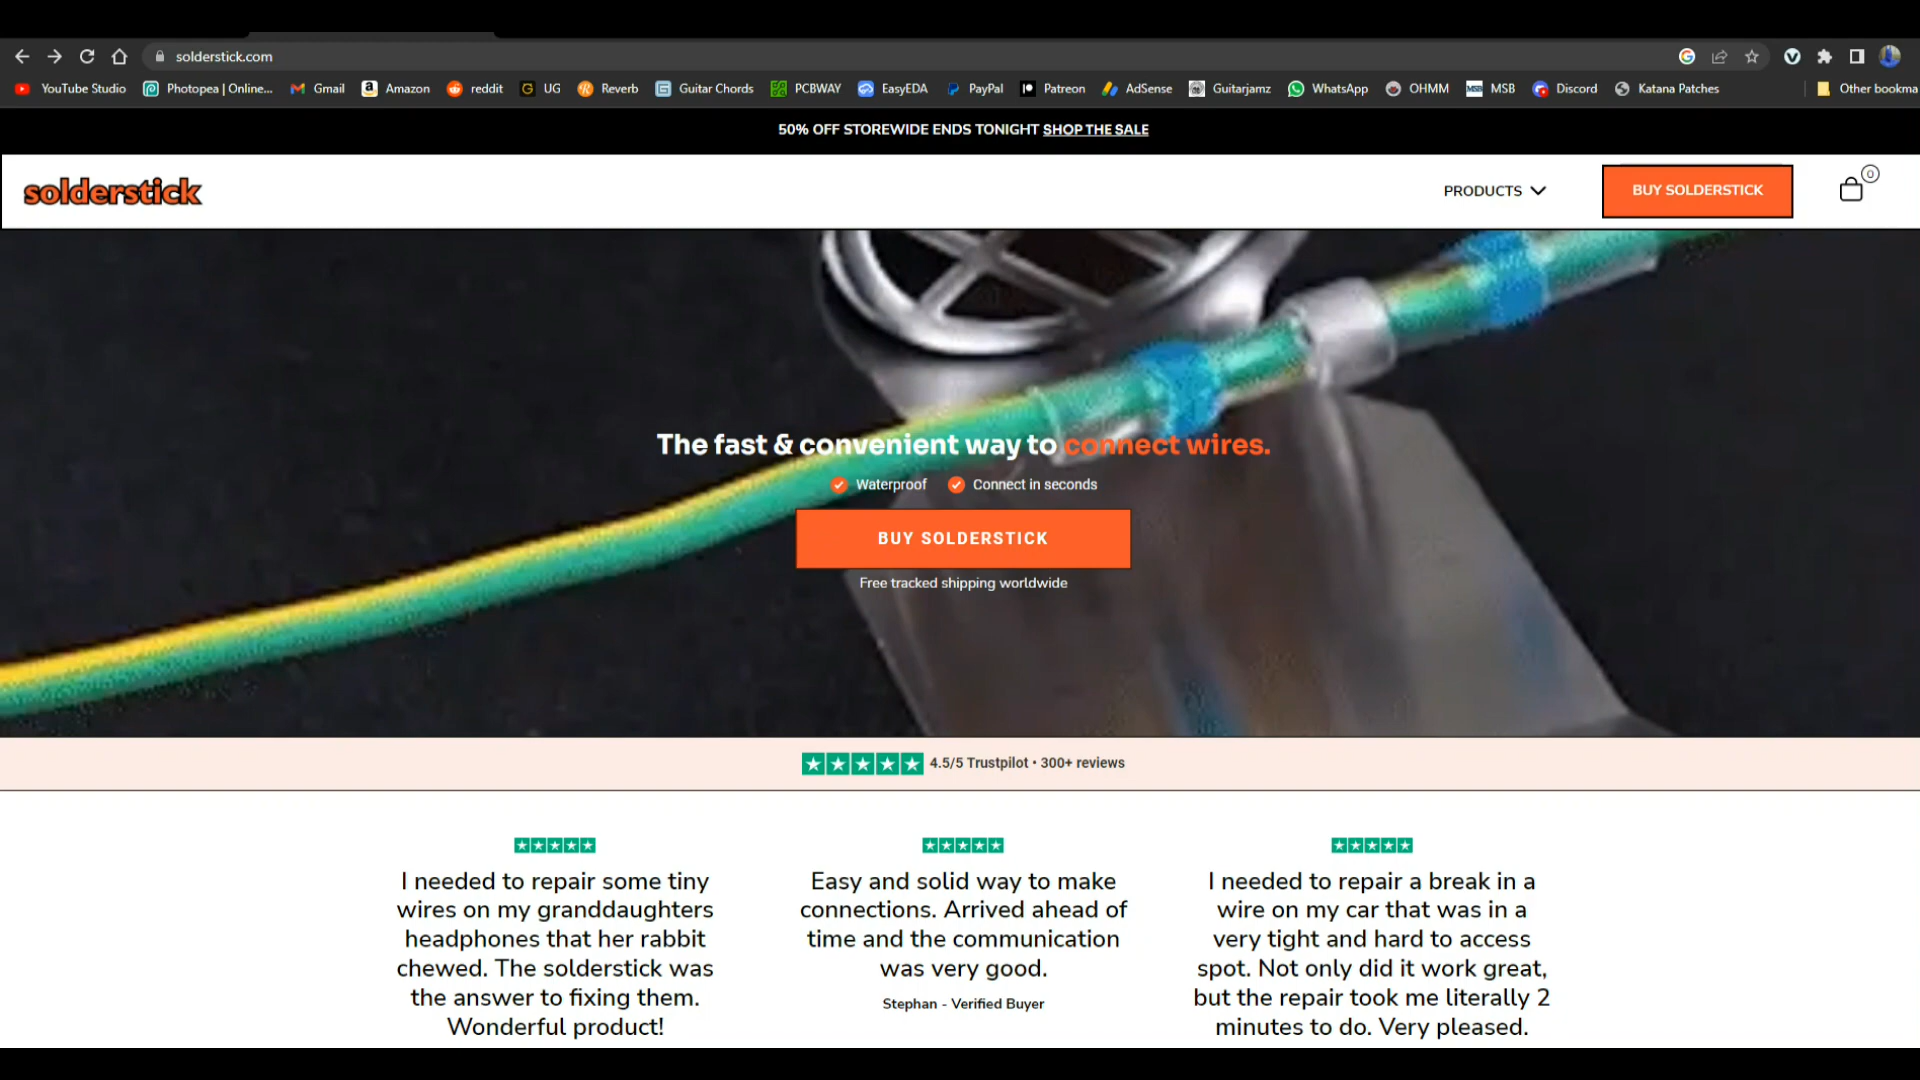 solderstick.com
YouTube Studio Photopea | Online... Gmail Amazon reddit UG Reverb Guitar Chords PCBWAY EasyEDA PayPal Patreon AdSense Guitarjamz WhatsApp OHMM MSB Discord Katana Patches Other bookma
50% OFF STOREWIDE ENDS TONIGHT SHOP THE SALE
solderstick PRODUCTS BUY SOLDERSTICK 0
The fast & convenient way to connect wires.
Waterproof Connect in seconds
BUY SOLDERSTICK
Free tracked shipping worldwide
4.5/5 Trustpilot • 300+ reviews
I needed to repair some tiny
wires on my granddaughters
headphones that her rabbit
chewed. The solderstick was
the answer to fixing them.
Wonderful product!
Easy and solid way to make
connections. Arrived ahead of
time and the communication
was very good.
Stephan - Verified Buyer
I needed to repair a break in a
wire on my car that was in a
very tight and hard to access
spot. Not only did it work great,
but the repair took me literally 2
minutes to do. Very pleased.